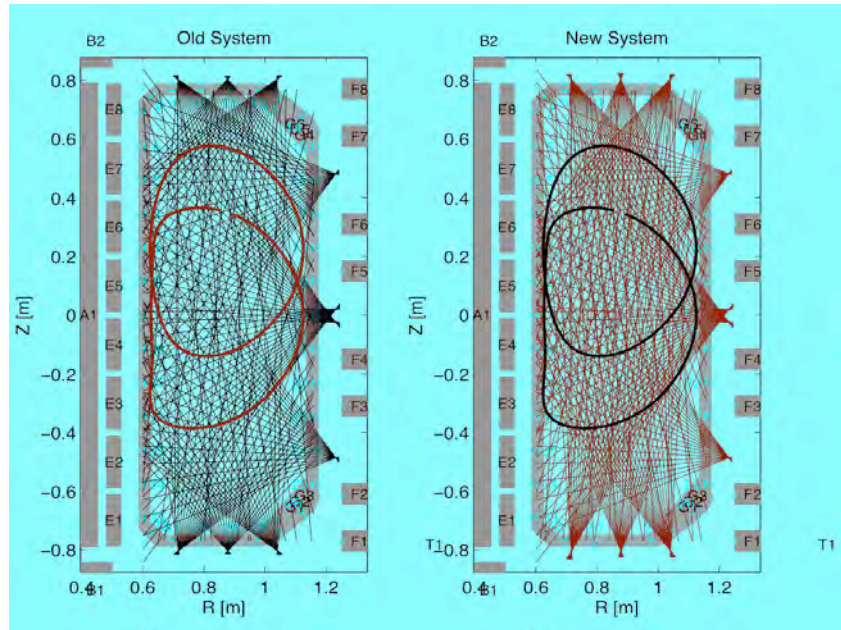 Old System
New System
B2
B2
0.8
0.6
0.4
0.2
0
−0.2
−0.4
−0.6
−0.8
Z [m]
A1
E8
E7
E6
E5
E4
E3
E2
E1
F8
F7
F6
F5
F4
F3
F2
F1
T1
B1
0.4
0.6
0.8
1
1.2
R [m]
0.8
0.6
0.4
0.2
0
−0.2
−0.4
−0.6
−0.8
Z [m]
A1
E8
E7
E6
E5
E4
E3
E2
E1
F8
F7
F6
F5
F4
F3
F2
F1
T1
B1
0.4
0.6
0.8
1
1.2
R [m]